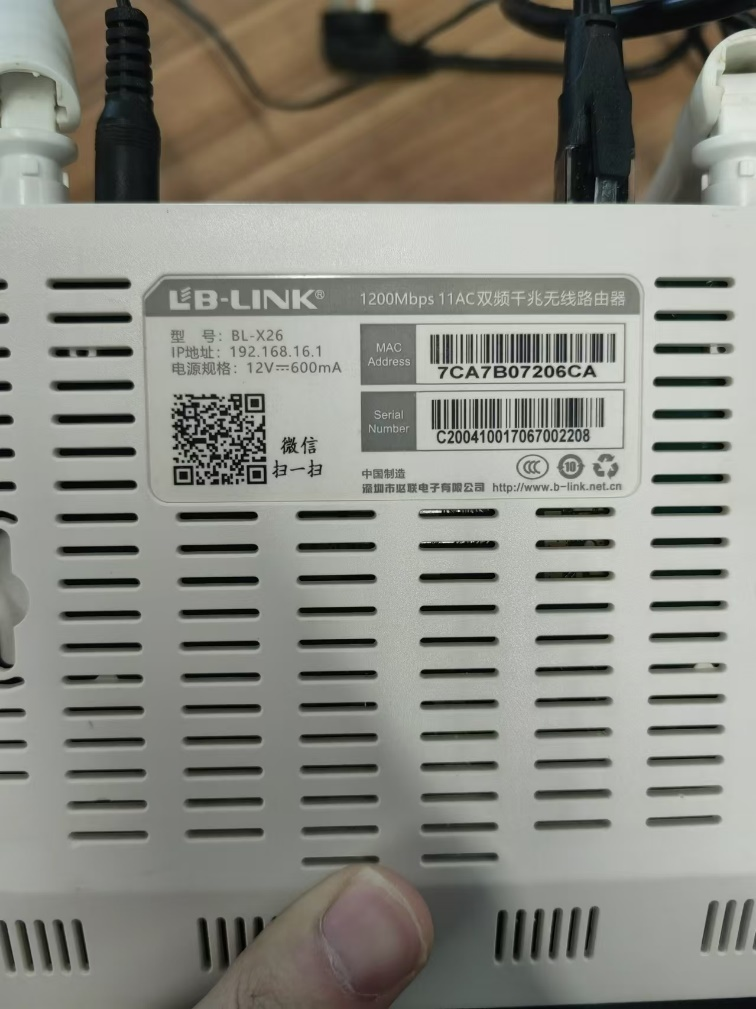 LB-LINK®
1200Mbps 11AC双频千兆无线路由器
型 号：BL-X26
IP地址：192.168.16.1
电源规格：12V⎓600mA
微信
扫一扫
MAC
Address
7CA7B07206CA
Serial
Number
C200410017067002208
CCC
10
中国制造
深圳市必联电子有限公司 http://www.b-link.net.cn